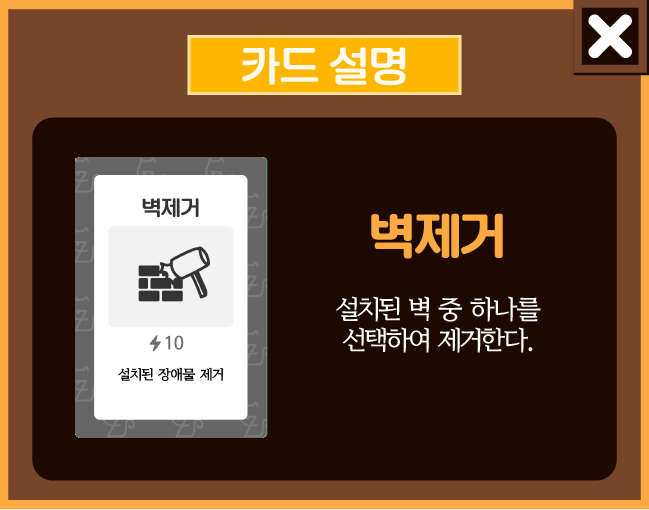 카드 설명
벽제거
10
설치된 장애물 제거
벽제거
설치된 벽 중 하나를
선택하여 제거한다.